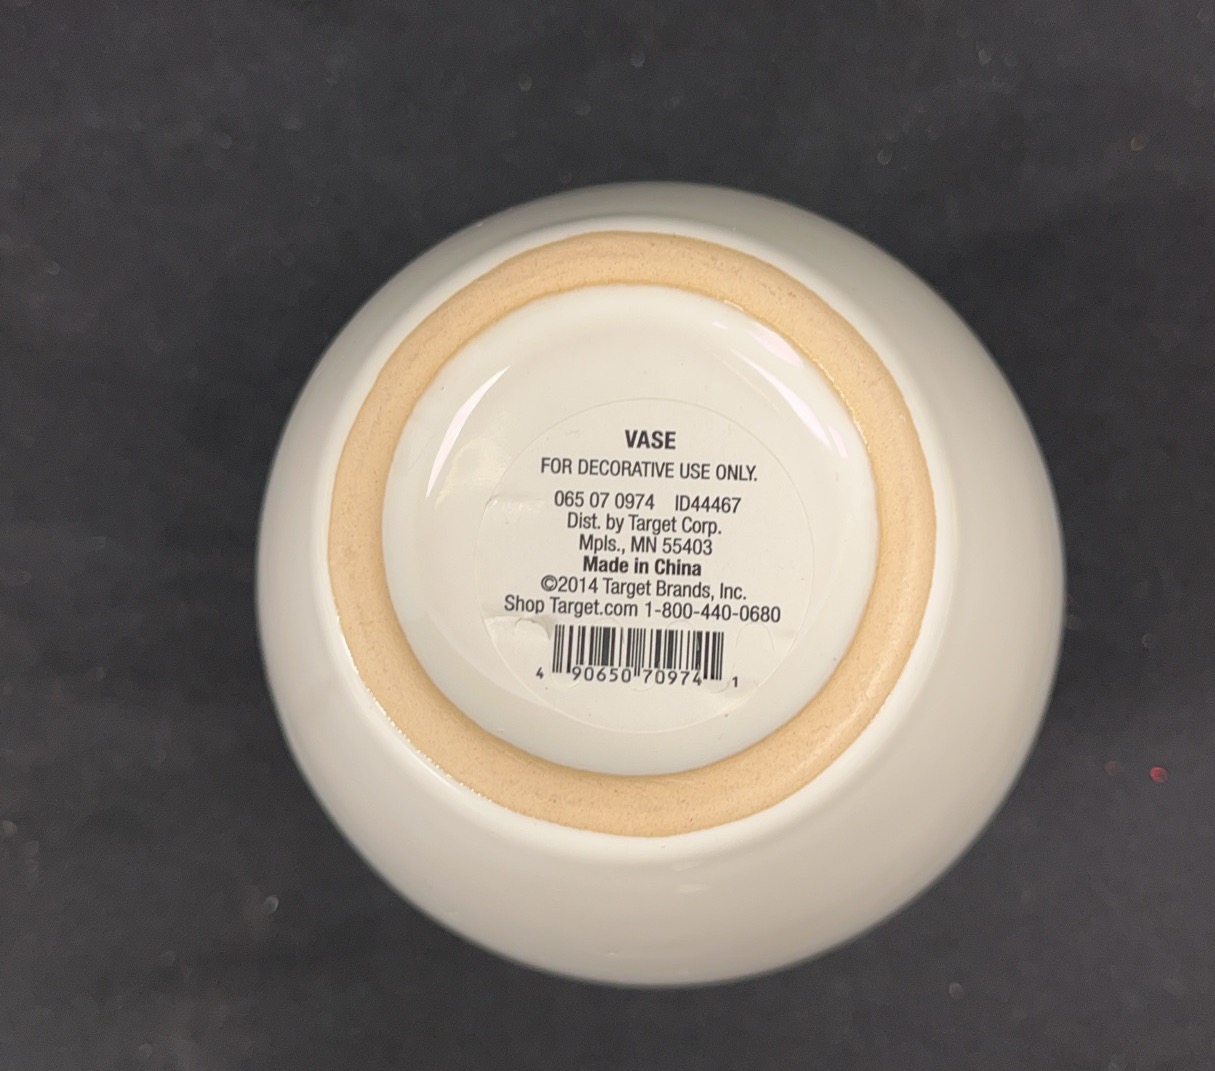 VASE
FOR DECORATIVE USE ONLY.
065 07 0974 ID44467
Dist. by Target Corp.
Mpls., MN 55403
Made in China
©2014 Target Brands, Inc.
Shop Target.com 1-800-440-0680
4 90650 70974 1